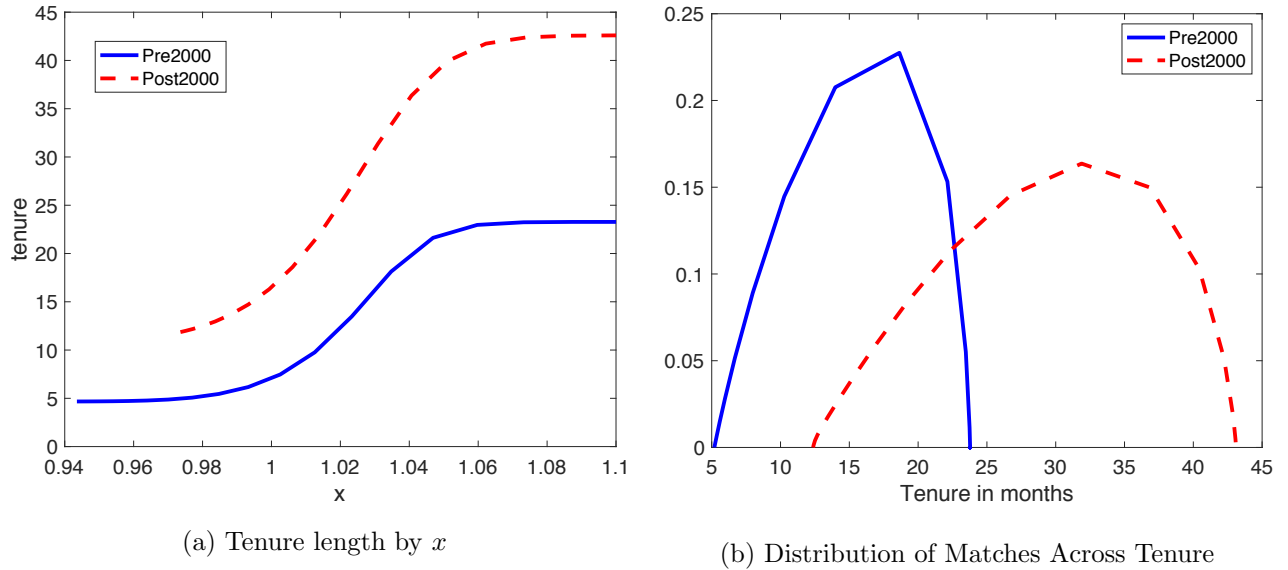 45
40
35
30
25
20
15
10
5
0
tenure
Pre2000
Post2000
0.94 0.96 0.98 1 1.02 1.04 1.06 1.08 1.1
x
(a) Tenure length by x
0.25
0.2
0.15
0.1
0.05
0
Pre2000
Post2000
5 10 15 20 25 30 35 40 45
Tenure in months
(b) Distribution of Matches Across Tenure